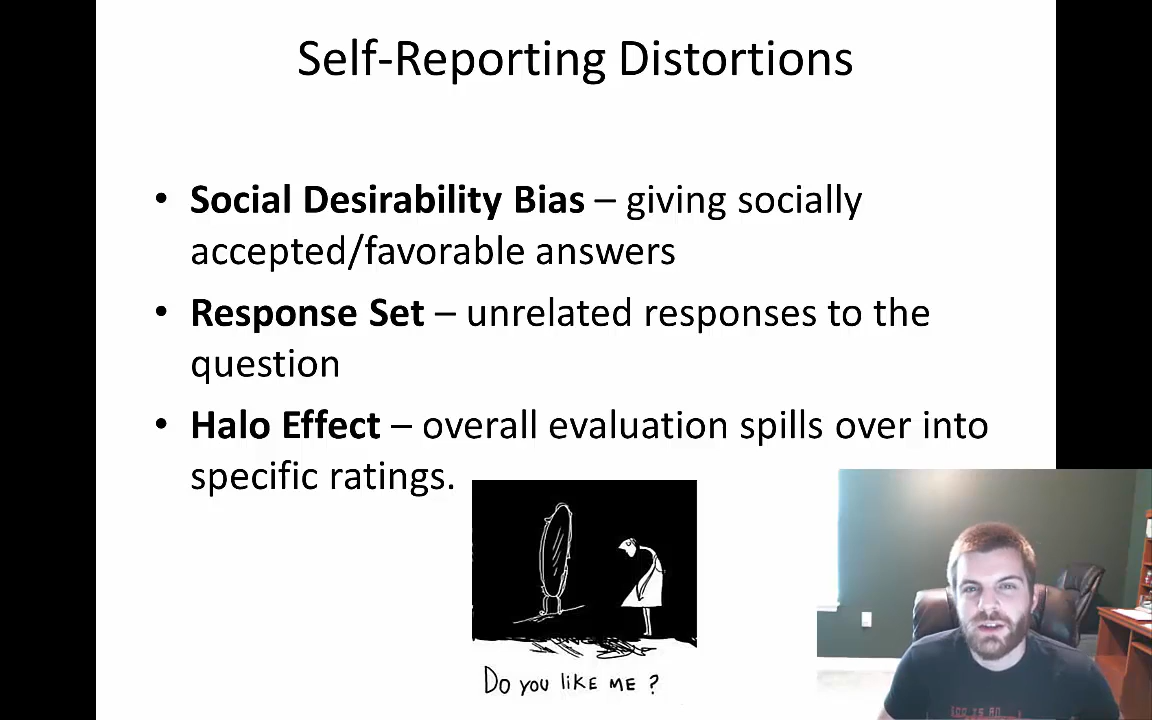 Self-Reporting Distortions
• Social Desirability Bias – giving socially
accepted/favorable answers
• Response Set – unrelated responses to the
question
• Halo Effect – overall evaluation spills over into
specific ratings.
Do you like me ?